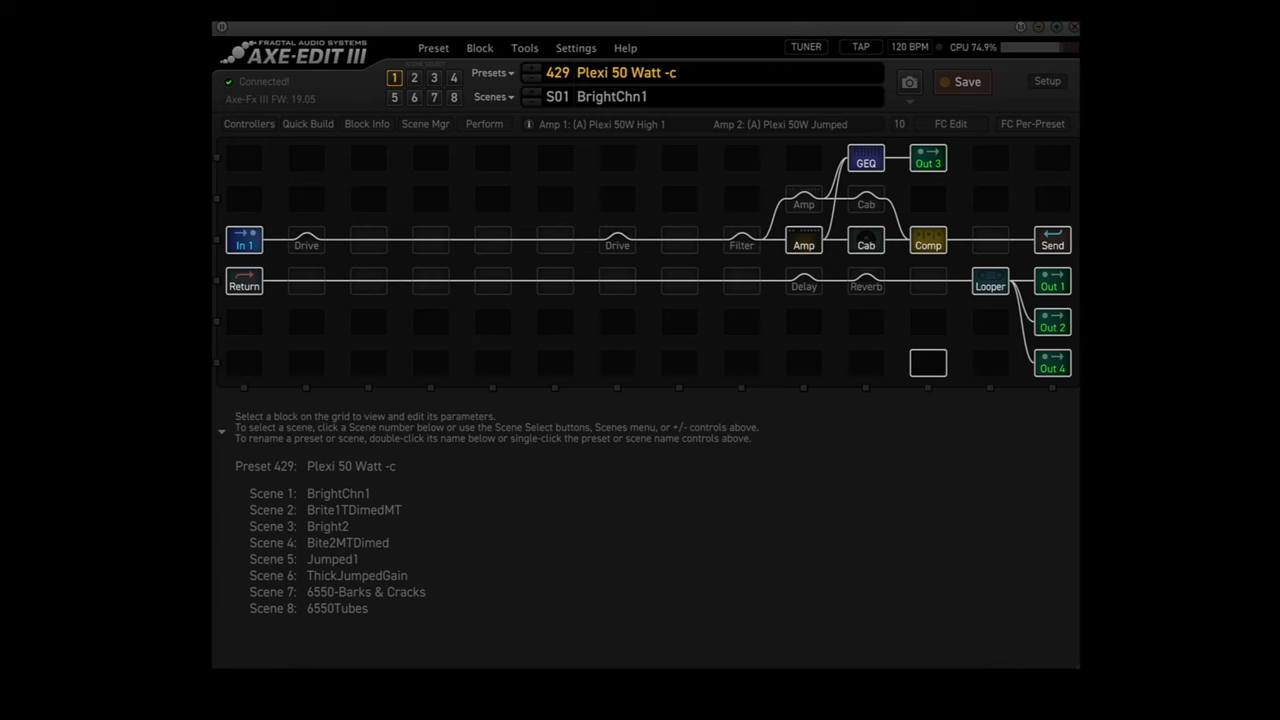 FRACTAL AUDIO SYSTEMS
AXE-EDIT III
Preset Block Tools Settings Help
TUNER TAP 120 BPM CPU 74.9%
Connected!
Axe-Fx III FW: 19.05
SCENE SELECT
1 2 3 4
5 6 7 8
Presets
429 Plexi 50 Watt -c
Scenes
S01 BrightChn1
Save
Setup
Controllers Quick Build Block Info Scene Mgr Perform
Amp 1: (A) Plexi 50W High 1 Amp 2: (A) Plexi 50W Jumped 10 FC Edit FC Per-Preset
GEQ Out 3
Amp Cab
In 1 Drive Drive Filter Amp Cab Comp Send
Return Delay Reverb Looper Out 1
Out 2
Out 4
Select a block on the grid to view and edit its parameters.
To select a scene, click a Scene number below or use the Scene Select buttons, Scenes menu, or +/- controls above.
To rename a preset or scene, double-click its name below or single-click the preset or scene name controls above.
Preset 429: Plexi 50 Watt -c
Scene 1: BrightChn1
Scene 2: Brite1TDimedMT
Scene 3: Bright2
Scene 4: Bite2MTDimed
Scene 5: Jumped1
Scene 6: ThickJumpedGain
Scene 7: 6550-Barks & Cracks
Scene 8: 6550Tubes